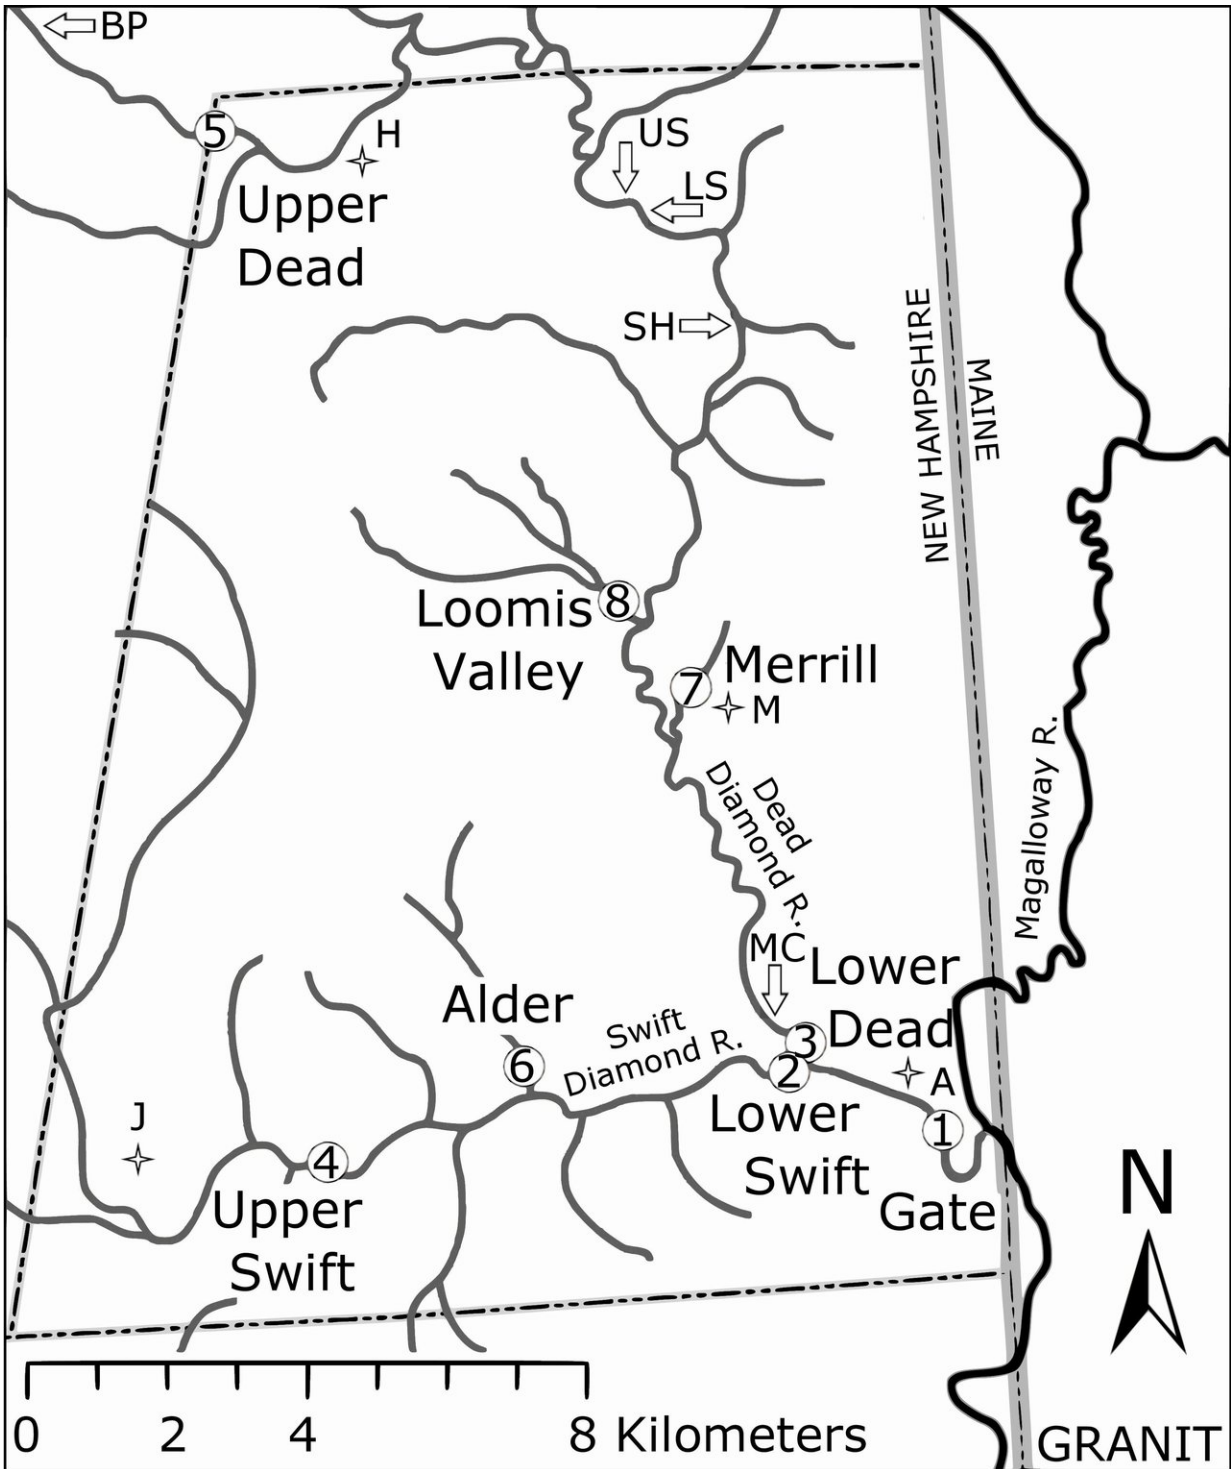 BP
5
H
US
LS
Upper
Dead
SH
NEW HAMPSHIRE
MAINE
Loomis
Valley
8
7
Merrill
M
Dead
Diamond R.
Magalloway R.
MC
Lower
Dead
3
Alder
6
Swift
Diamond R.
2
Lower
Swift
A
1
Gate
J
4
Upper
Swift
N
0 2 4 8 Kilometers
GRANIT